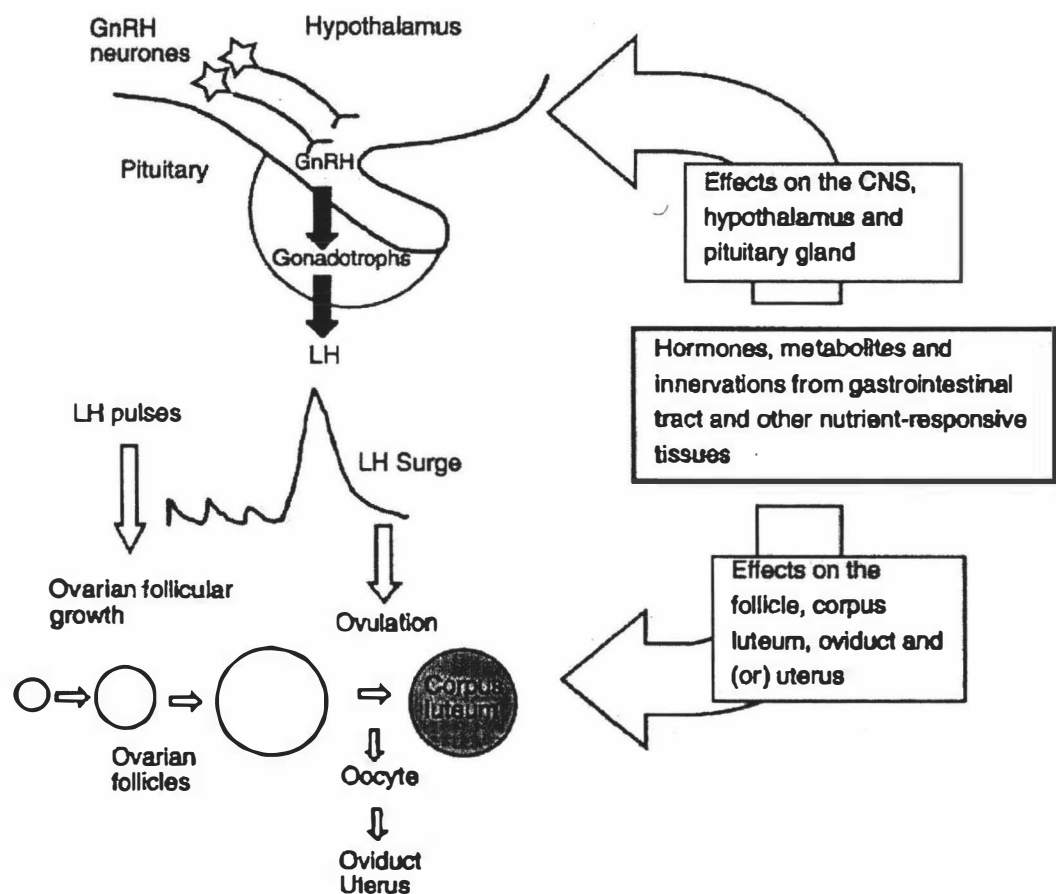 GnRH
neurones
Hypothalamus
Pituitary
GnRH
Gonadotrophs
LH
LH pulses
LH Surge
Ovarian follicular
growth
Ovulation
Corpus
luteum
Ovarian
follicles
Oocyte
Oviduct
Uterus
Effects on the CNS,
hypothalamus and
pituitary gland
Hormones, metabolites and
innervations from gastrointestinal
tract and other nutrient-responsive
tissues
Effects on the
follicle, corpus
luteum, oviduct and
(or) uterus